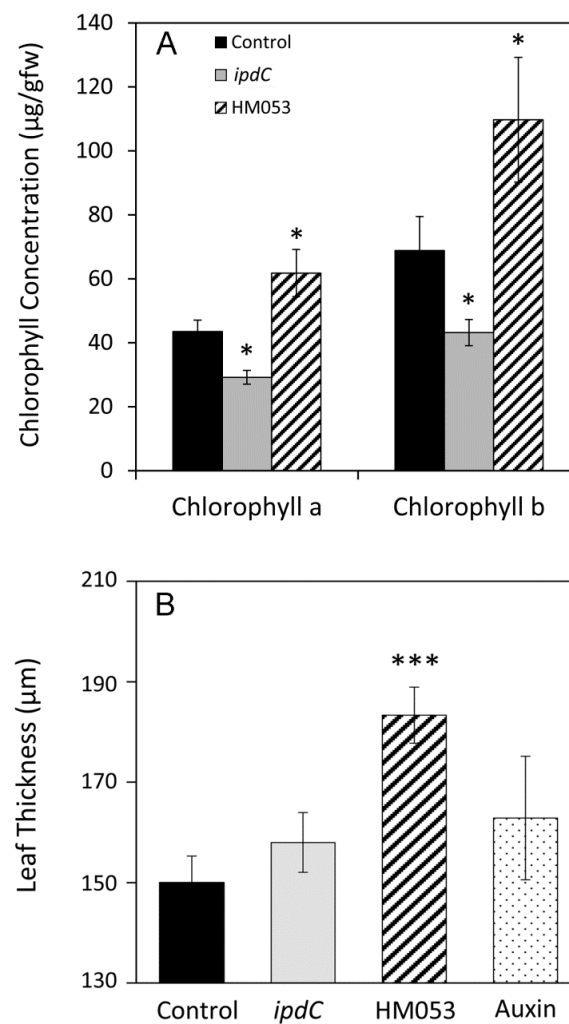 140
120
100
80
60
40
20
0
Chlorophyll Concentration (µg/gfw)
A
Control
ipdC
HM053
*
*
*
*
Chlorophyll a
Chlorophyll b
210
190
170
150
130
Leaf Thickness (µm)
B
***
Control
ipdC
HM053
Auxin